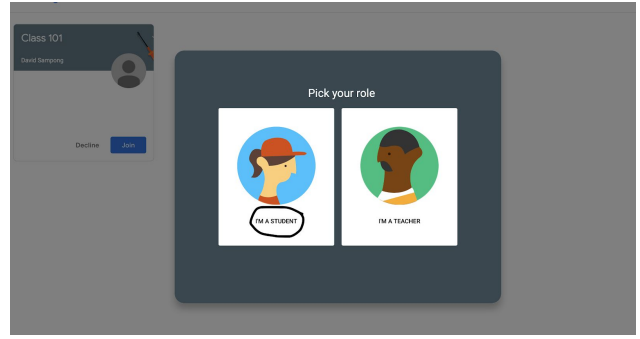 Class 101
David Sampong
Decline Join
Pick your role
I'M A STUDENT I'M A TEACHER